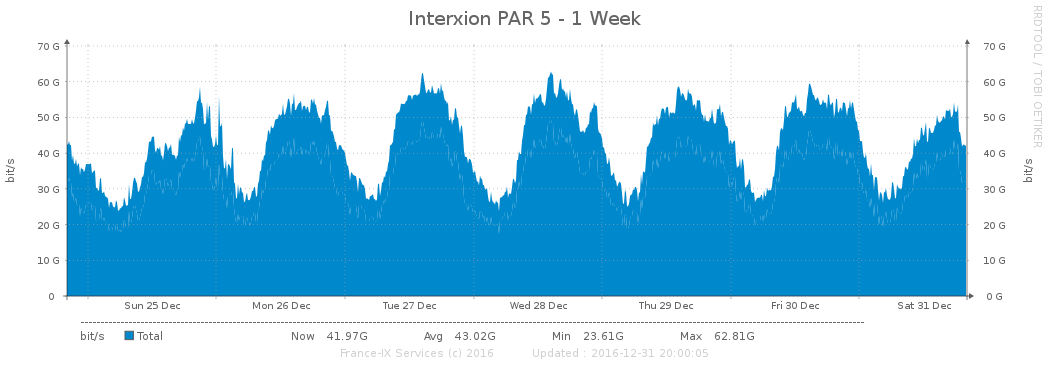 Interxion PAR 5 - 1 Week
RRDTOOL / TOBI OETIKER
bit/s
70 G 70 G
60 G 60 G
50 G 50 G
40 G 40 G
30 G 30 G
20 G 20 G
10 G 10 G
0 0 G
bit/s
Sun 25 Dec Mon 26 Dec Tue 27 Dec Wed 28 Dec Thu 29 Dec Fri 30 Dec Sat 31 Dec
bit/s Total Now 41.97G Avg 43.02G Min 23.61G Max 62.81G
France-IX Services (c) 2016 Updated : 2016-12-31 20:00:05